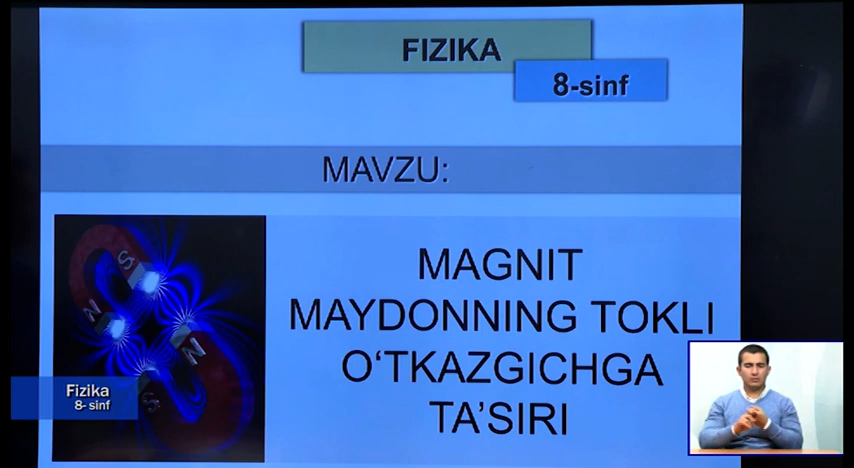 FIZIKA
8-sinf
MAVZU:
MAGNIT
MAYDONNING TOKLI
O‘TKAZGICHGA
TA’SIRI
S
N
N
S
Fizika
8- sinf